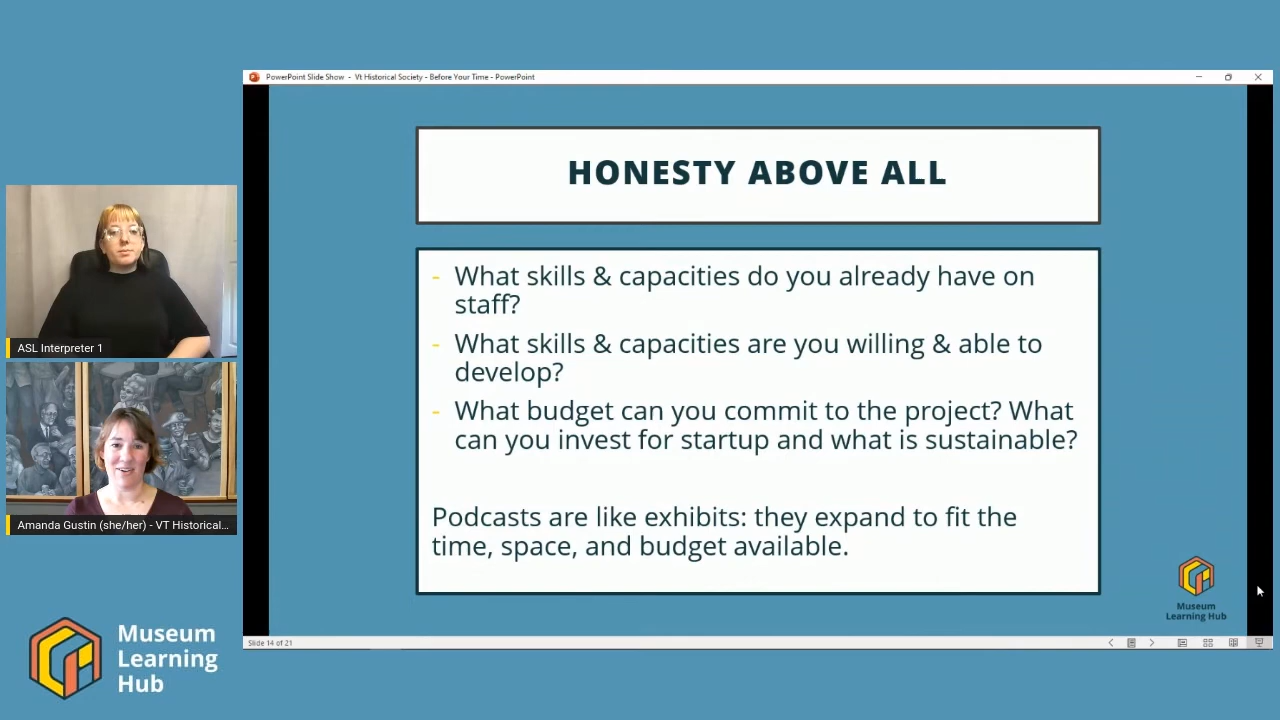 PowerPoint Slide Show - Vt Historical Society - Before Your Time - PowerPoint
HONESTY ABOVE ALL
- What skills & capacities do you already have on
staff?
- What skills & capacities are you willing & able to
develop?
- What budget can you commit to the project? What
can you invest for startup and what is sustainable?
Podcasts are like exhibits: they expand to fit the
time, space, and budget available.
Museum
Learning Hub
Slide 14 of 21
ASL Interpreter 1
Amanda Gustin (she/her) - VT Historical...
Museum
Learning
Hub